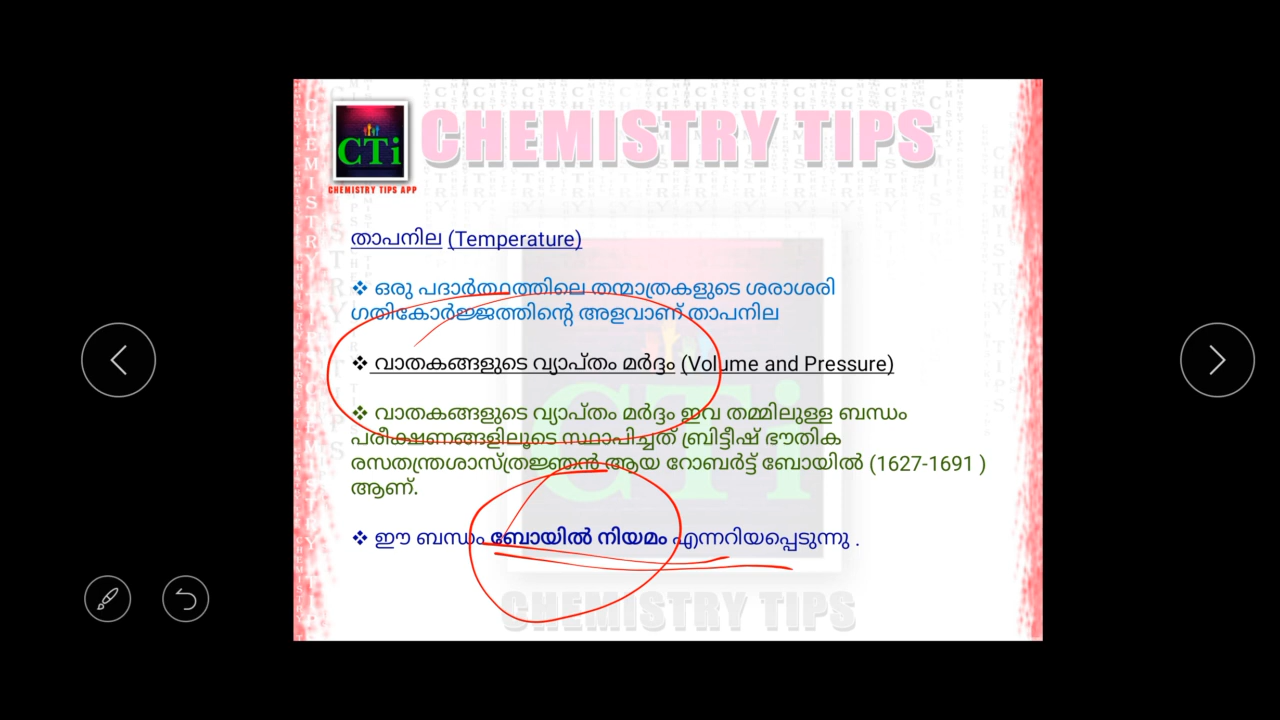 CHEMISTRY TIPS
CTi
CHEMISTRY TIPS APP
താപനില (Temperature)
❖ ഒരു പദാർത്ഥത്തിലെ തന്മാത്രകളുടെ ശരാശരി
ഗതികോർജ്ജത്തിന്റെ അളവാണ് താപനില
❖ വാതകങ്ങളുടെ വ്യാപ്തം മർദ്ദം (Volume and Pressure)
❖ വാതകങ്ങളുടെ വ്യാപ്തം മർദ്ദം ഇവ തമ്മിലുള്ള ബന്ധം
പരീക്ഷണങ്ങളിലൂടെ സ്ഥാപിച്ചത് ബ്രിട്ടീഷ് ഭൗതിക
രസതന്ത്രശാസ്ത്രജ്ഞൻ ആയ റോബർട്ട് ബോയിൽ (1627-1691 )
ആണ്.
❖ ഈ ബന്ധം ബോയിൽ നിയമം എന്നറിയപ്പെടുന്നു .
CTi
CHEMISTRY TIPS